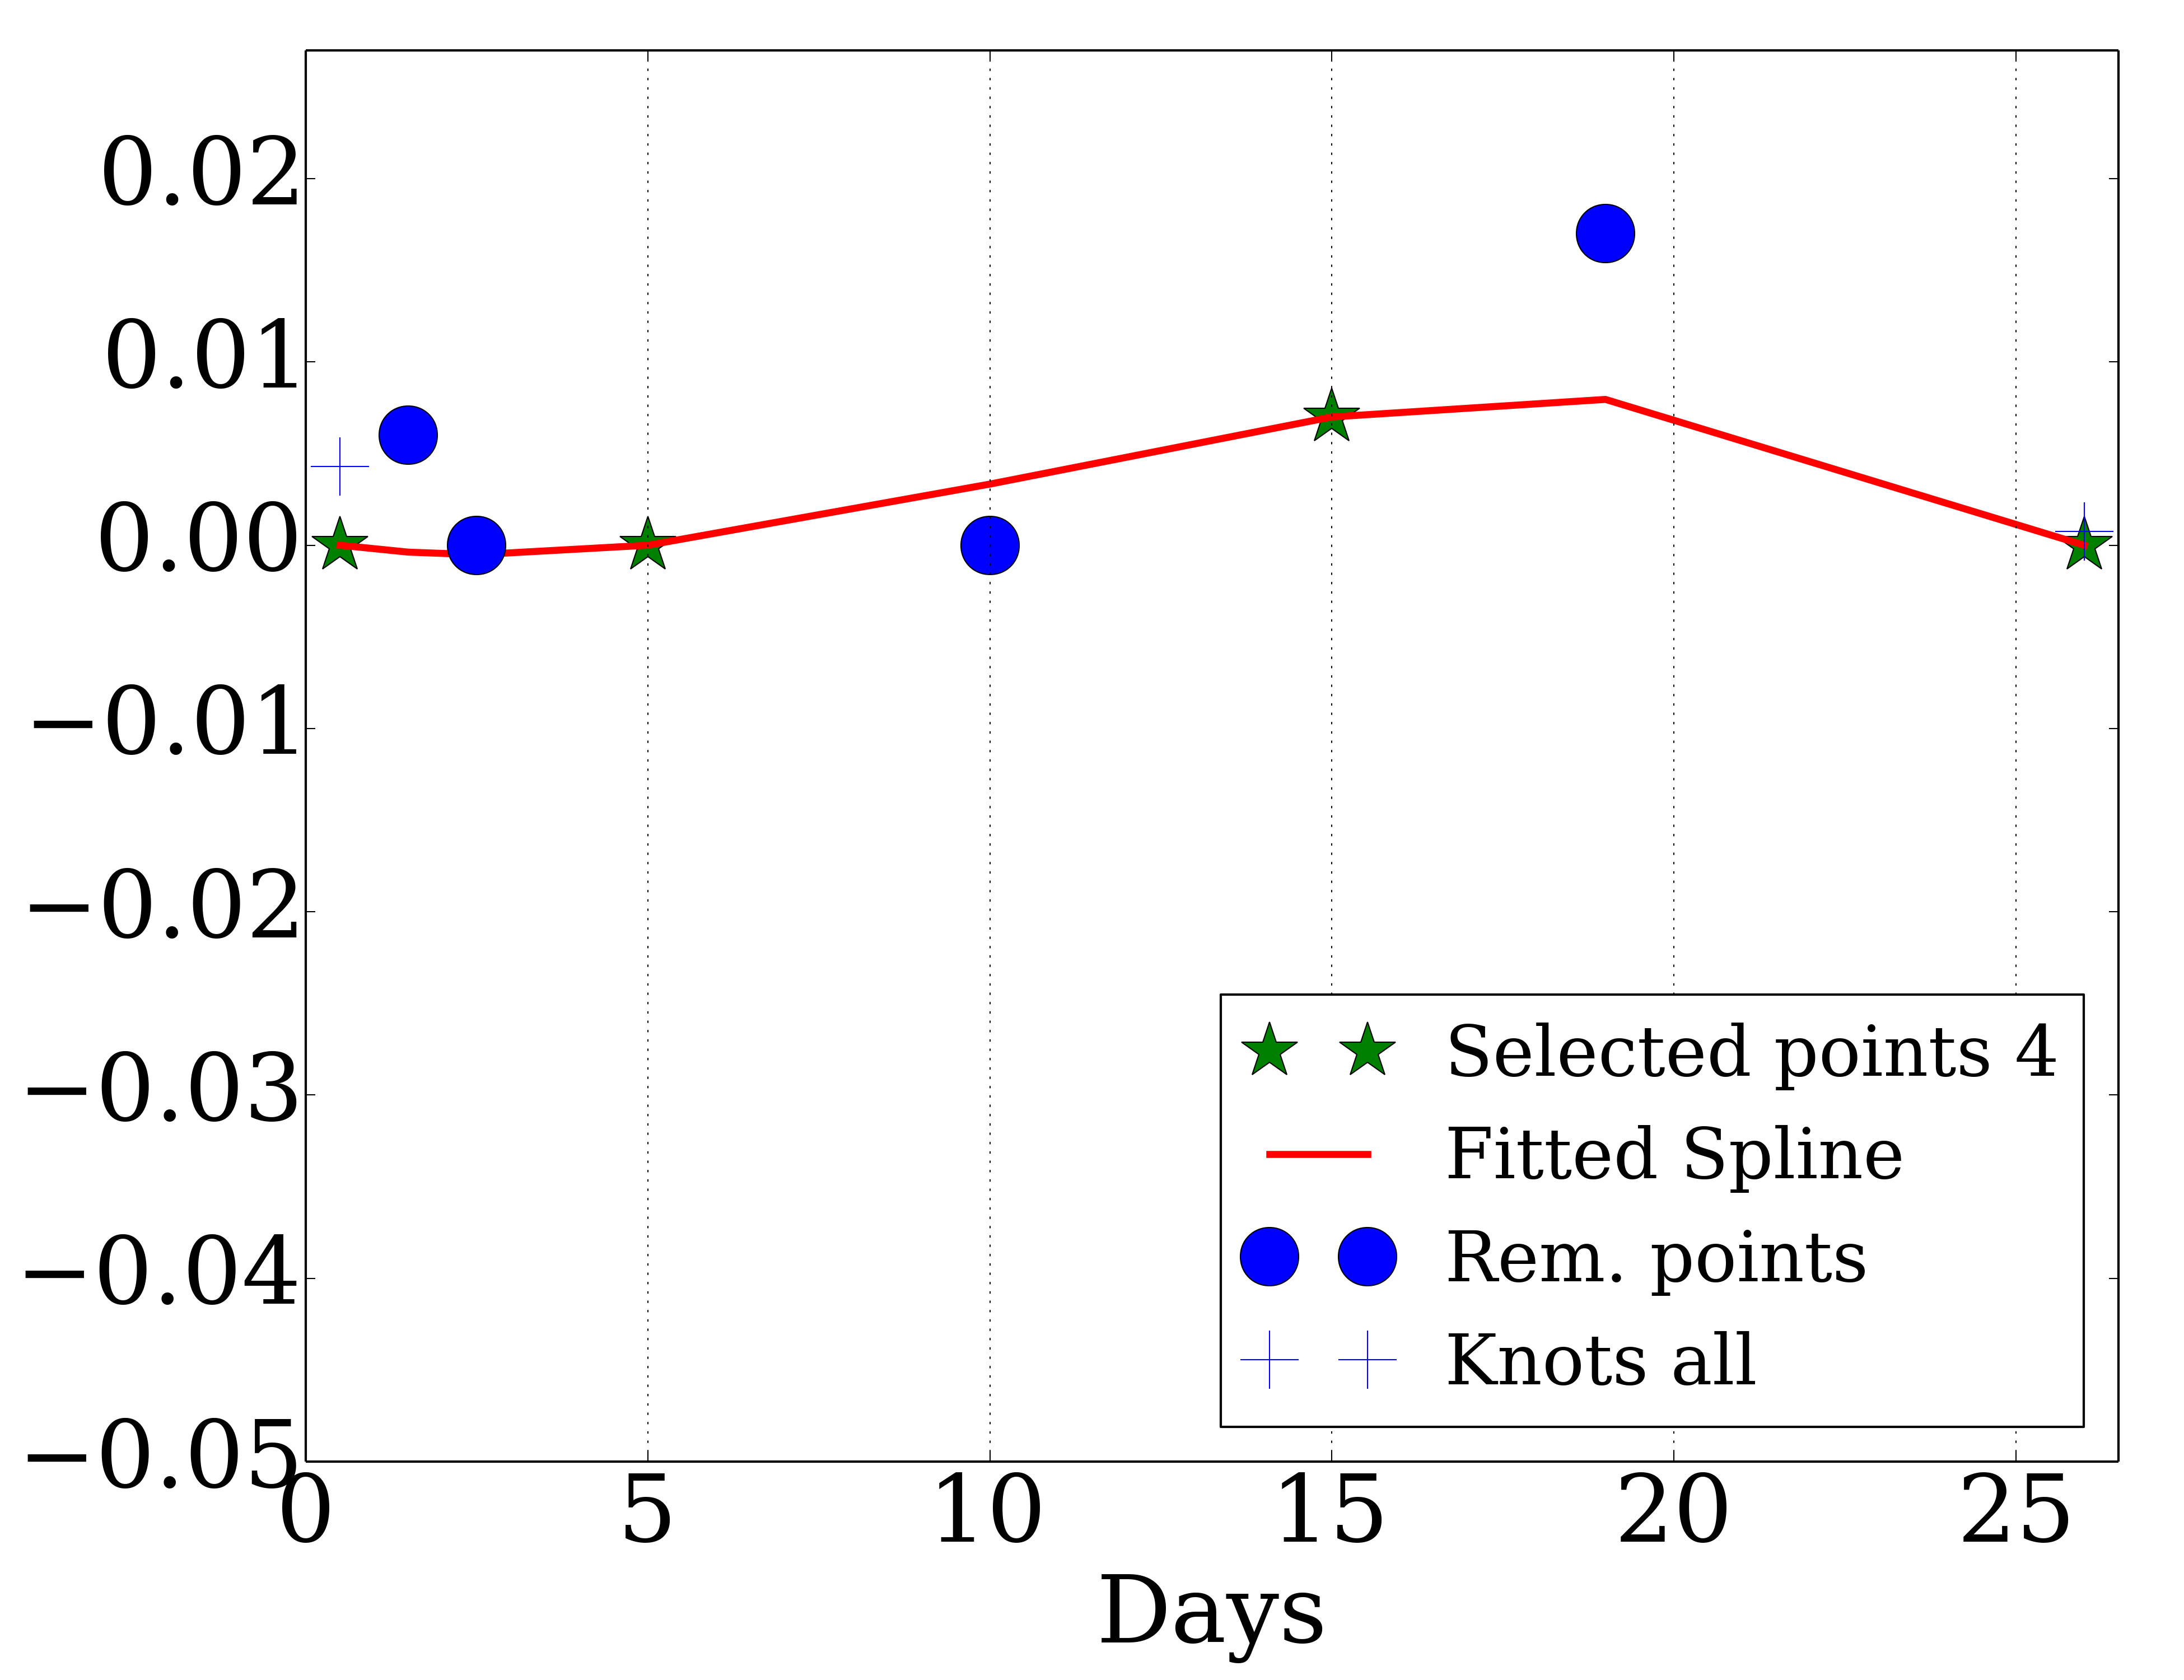 0.02
0.01
0.00
−0.01
−0.02
−0.03
−0.04
−0.05
0 5 10 15 20 25
Days
Selected points 4
Fitted Spline
Rem. points
Knots all